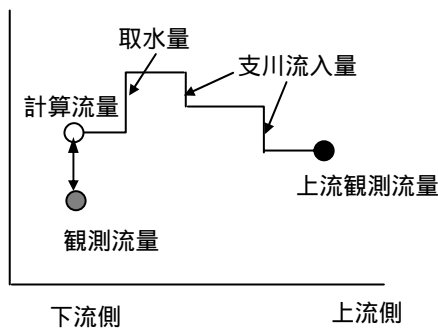 取水量
支川流入量
計算流量
上流観測流量
観測流量
下流側
上流側